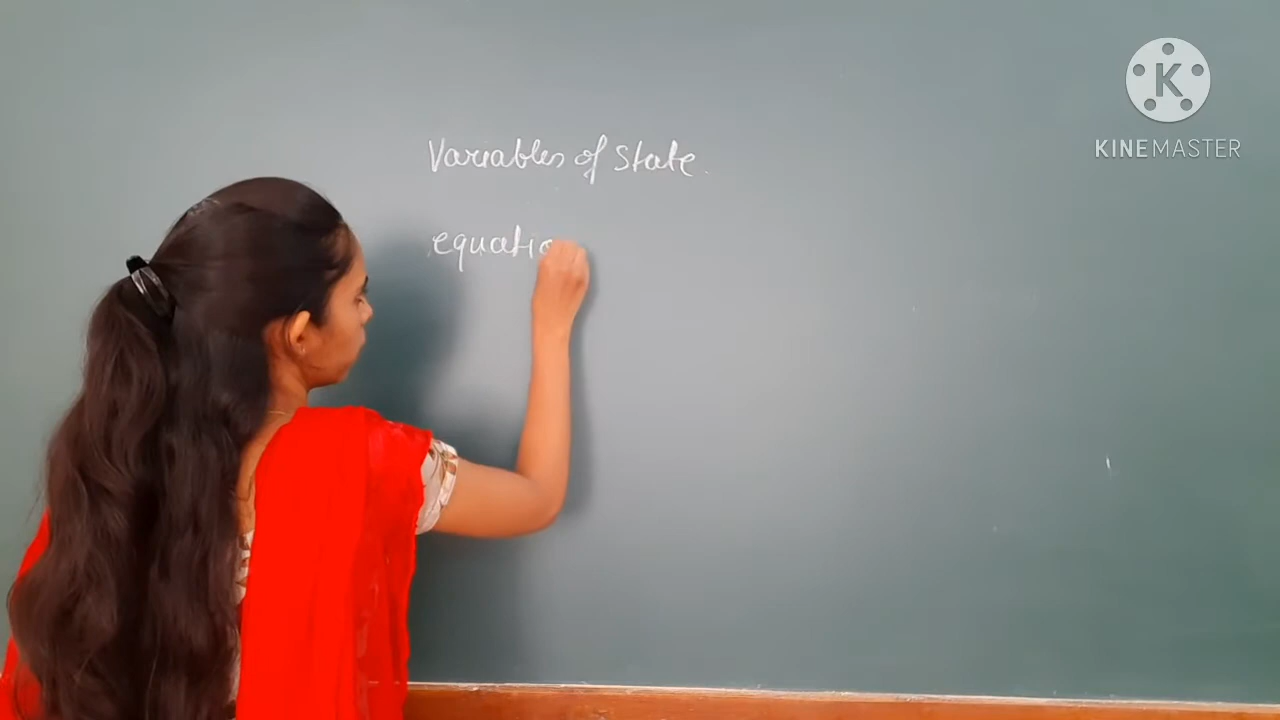 Variables of State.
equatio
K
KINEMASTER